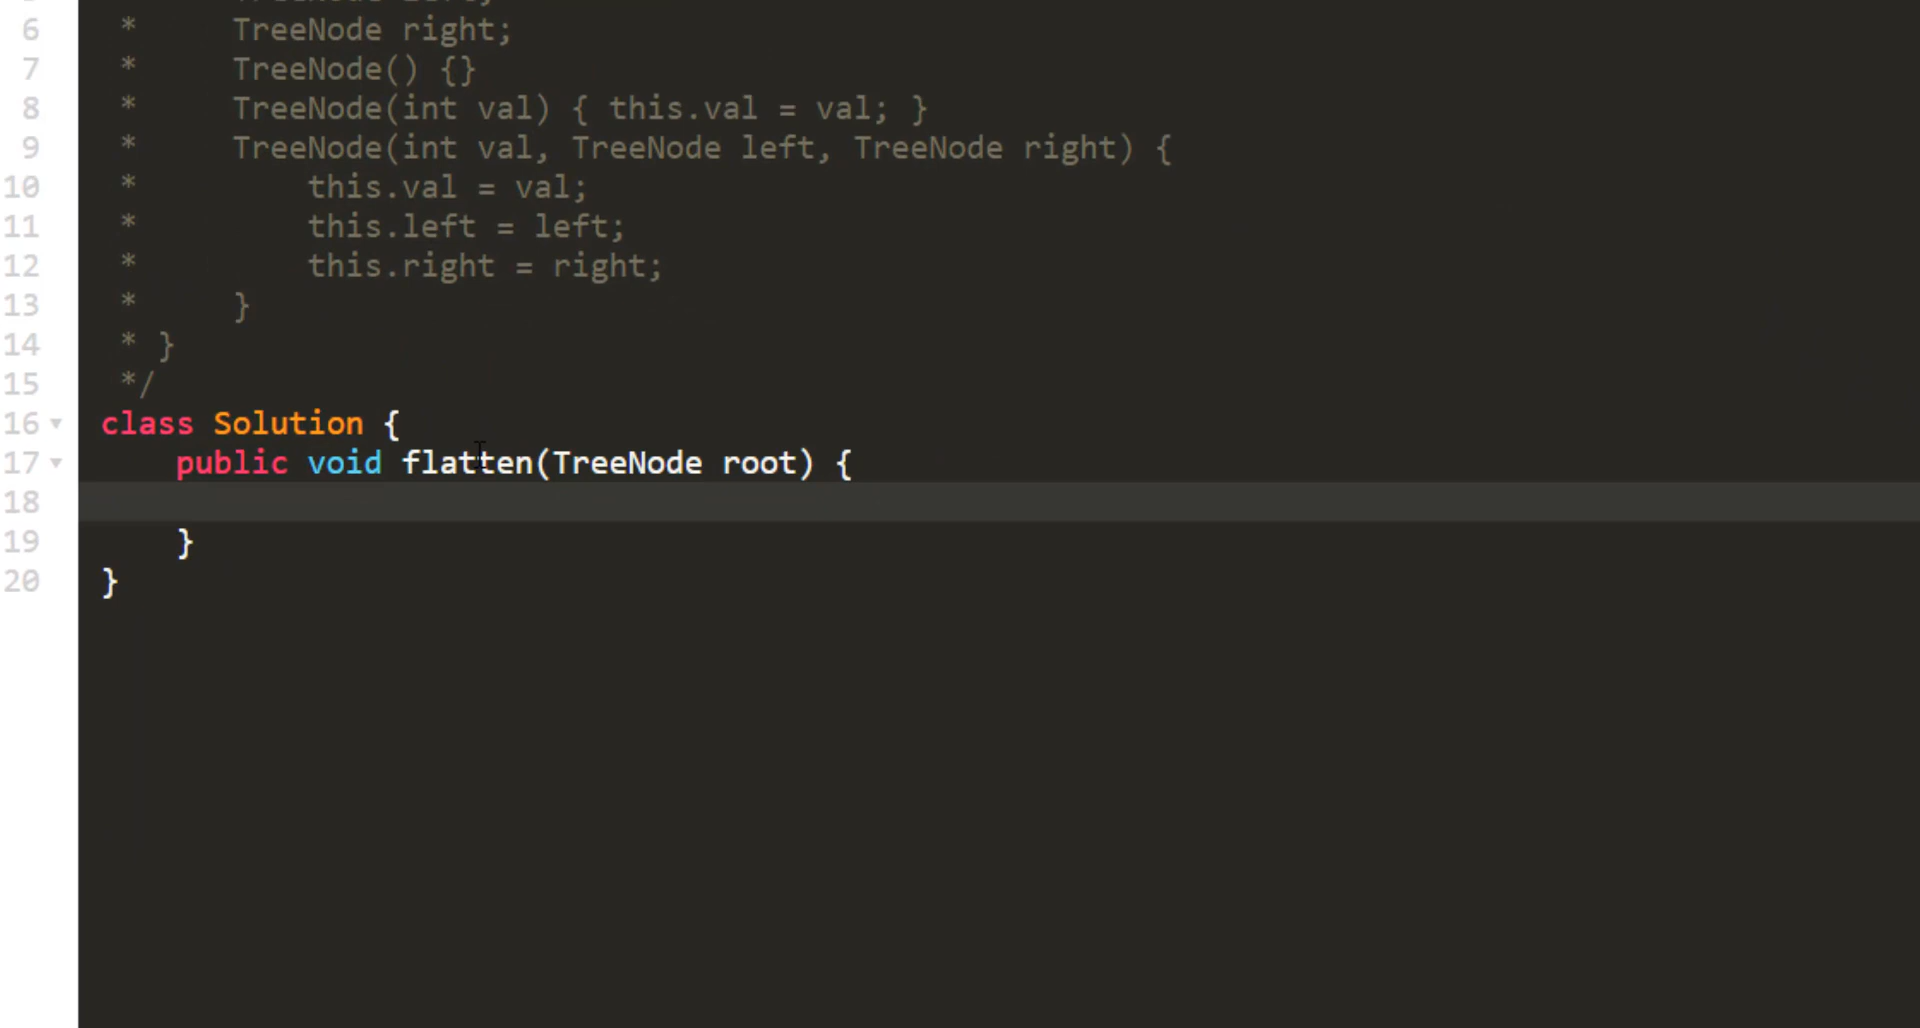 6 *     TreeNode right;
7 *     TreeNode() {}
8 *     TreeNode(int val) { this.val = val; }
9 *     TreeNode(int val, TreeNode left, TreeNode right) {
10 *         this.val = val;
11 *         this.left = left;
12 *         this.right = right;
13 *     }
14 * }
15 */
16 class Solution {
17     public void flatten(TreeNode root) {
18
19     }
20 }